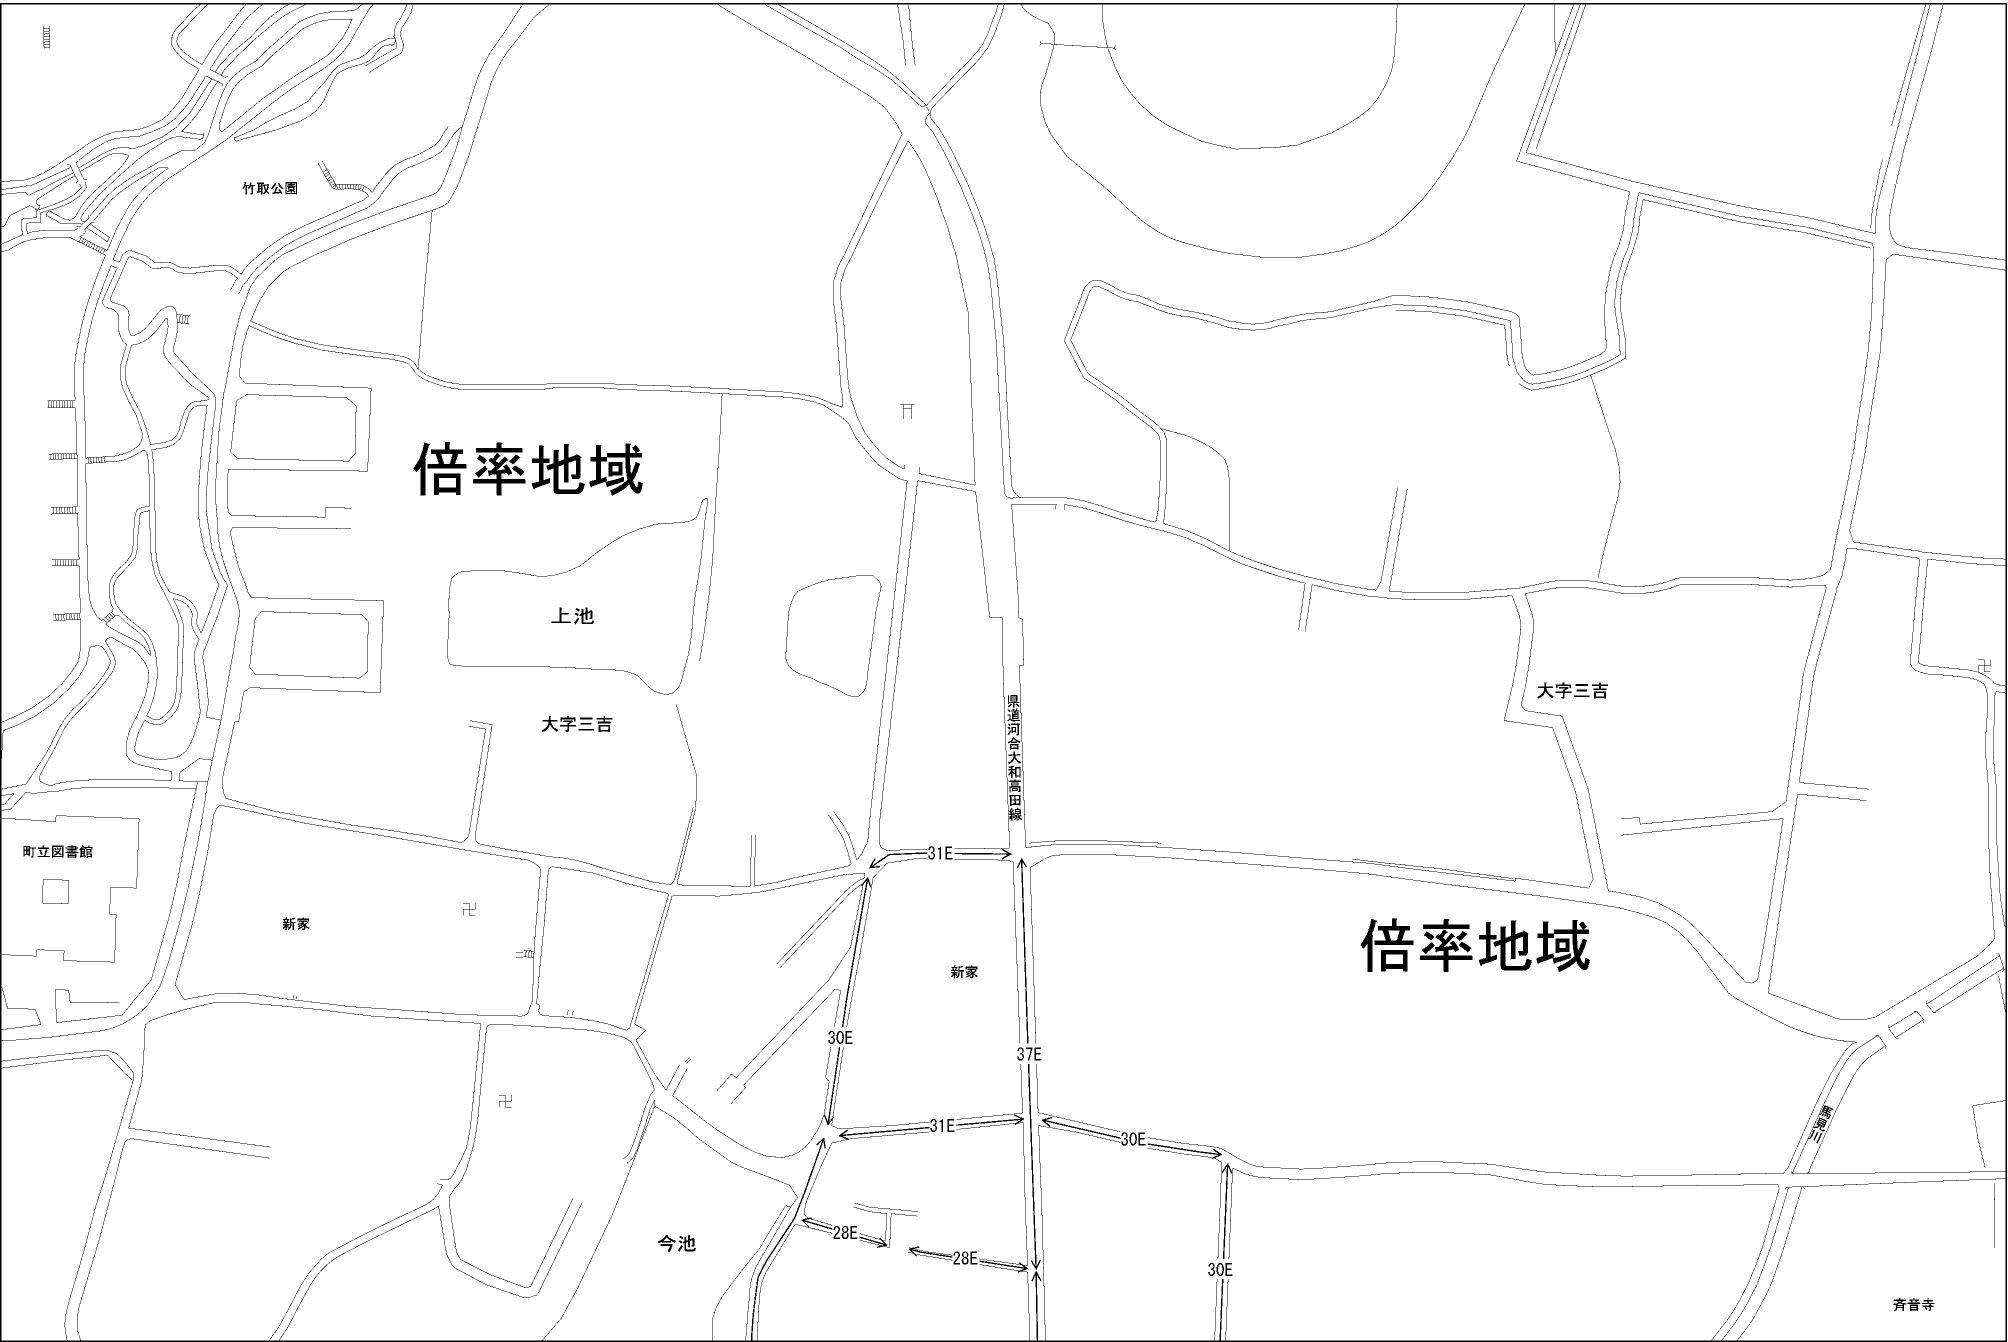 竹取公園
倍率地域
上池
大字三吉
大字三吉
県道河合大和高田線
町立図書館
31E
新家
倍率地域
新家
30E
37E
31E
30E
馬見川
今池
28E
28E
30E
斉音寺